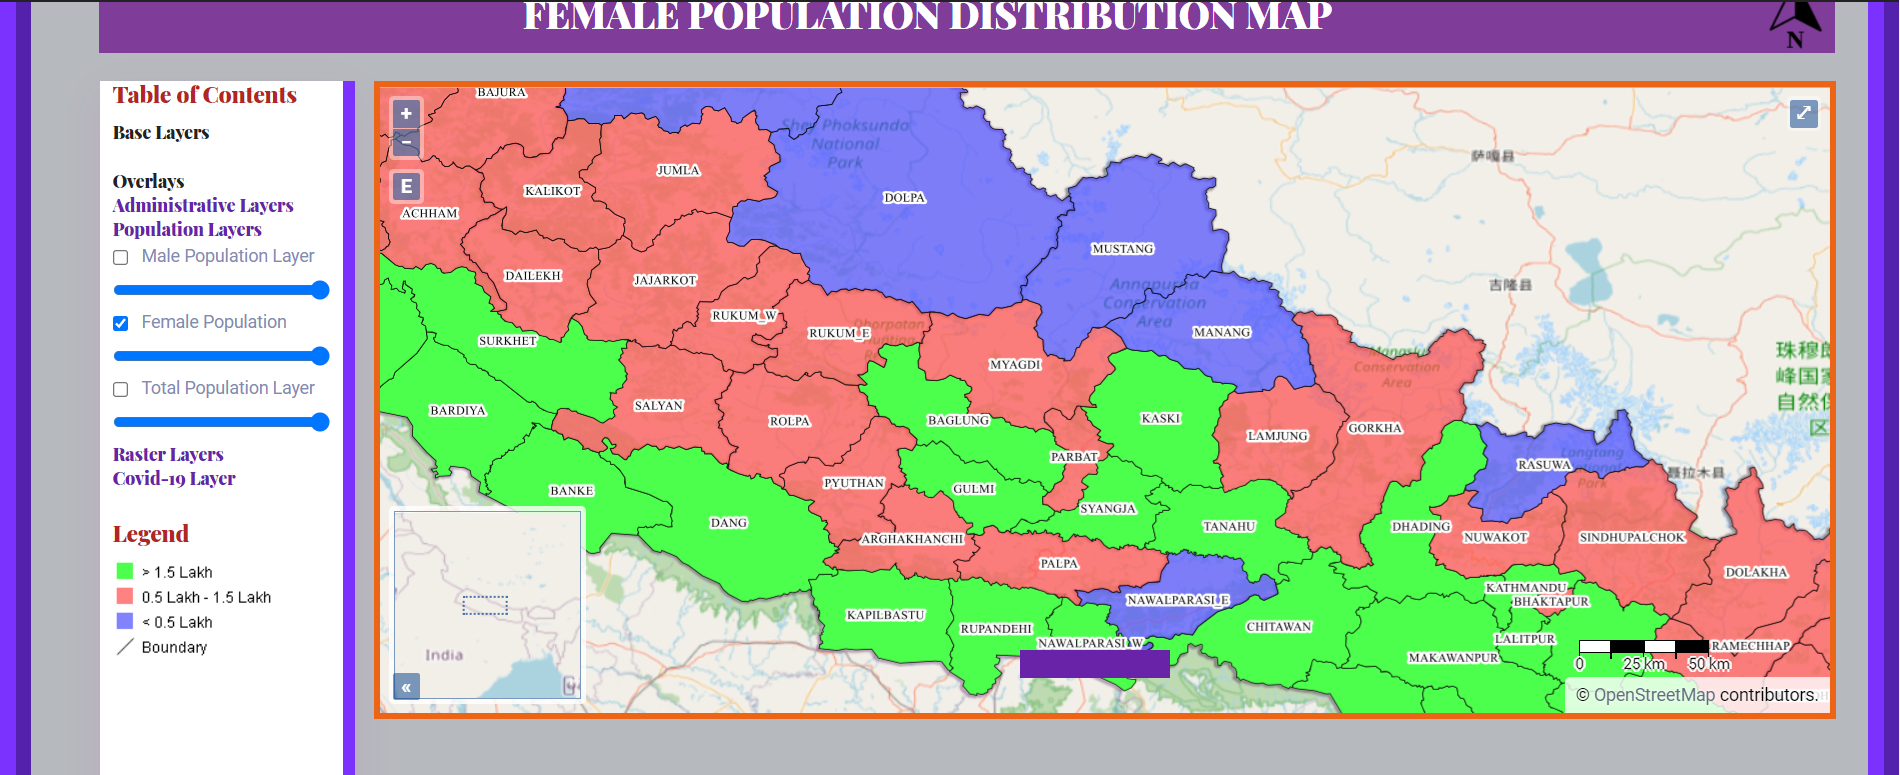 FEMALE POPULATION DISTRIBUTION MAP
N
Table of Contents
Base Layers
Overlays
Administrative Layers
Population Layers
Male Population Layer
Female Population
Total Population Layer
Raster Layers
Covid-19 Layer
Legend
> 1.5 Lakh
0.5 Lakh - 1.5 Lakh
< 0.5 Lakh
Boundary
+
−
E
BAJURA
Shey Phoksundo
National
Park
萨嘎县
JUMLA
KALIKOT
DOLPA
ACHHAM
MUSTANG
DAILEKH
JAJARKOT
吉隆县
Annapurna
Conservation
Area
RUKUM_W
RUKUM_E
Dhorpatan
Hunting
MANANG
SURKHET
MYAGDI
Manaslu
Conservation
Area
珠穆
峰国家
自然保
区
SALYAN
BARDIYA
ROLPA
BAGLUNG
KASKI
LAMJUNG
GORKHA
PARBAT
RASUWA
Langtang
National
Park
聂拉木县
PYUTHAN
GULMI
BANKE
SYANGJA
DANG
TANAHU
DHADING
NUWAKOT
SINDHUPALCHOK
ARGHAKHANCHI
PALPA
DOLAKHA
KATHMANDU
BHAKTAPUR
NAWALPARASI_E
KAPILBASTU
RUPANDEHI
CHITAWAN
NAWALPARASI_W
LALITPUR
RAMECHHAP
MAKAWANPUR
India
«
0 25 km 50 km
© OpenStreetMap contributors.